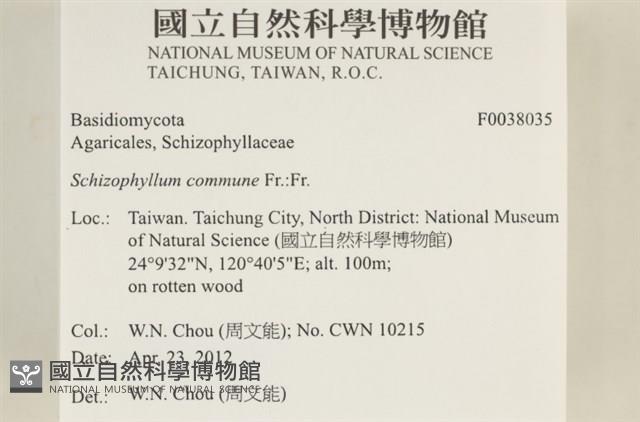 國立自然科學博物館
NATIONAL MUSEUM OF NATURAL SCIENCE
TAICHUNG, TAIWAN, R.O.C.
Basidiomycota F0038035
Agaricales, Schizophyllaceae
Schizophyllum commune Fr.:Fr.
Loc.: Taiwan. Taichung City, North District: National Museum
of Natural Science (國立自然科學博物館)
24°9'32"N, 120°40'5"E; alt. 100m;
on rotten wood
Col.: W.N. Chou (周文能); No. CWN 10215
Date: Apr. 23, 2012
國立自然科學博物館
NATIONAL MUSEUM OF NATURAL SCIENCE
Det.: W.N. Chou (周文能)